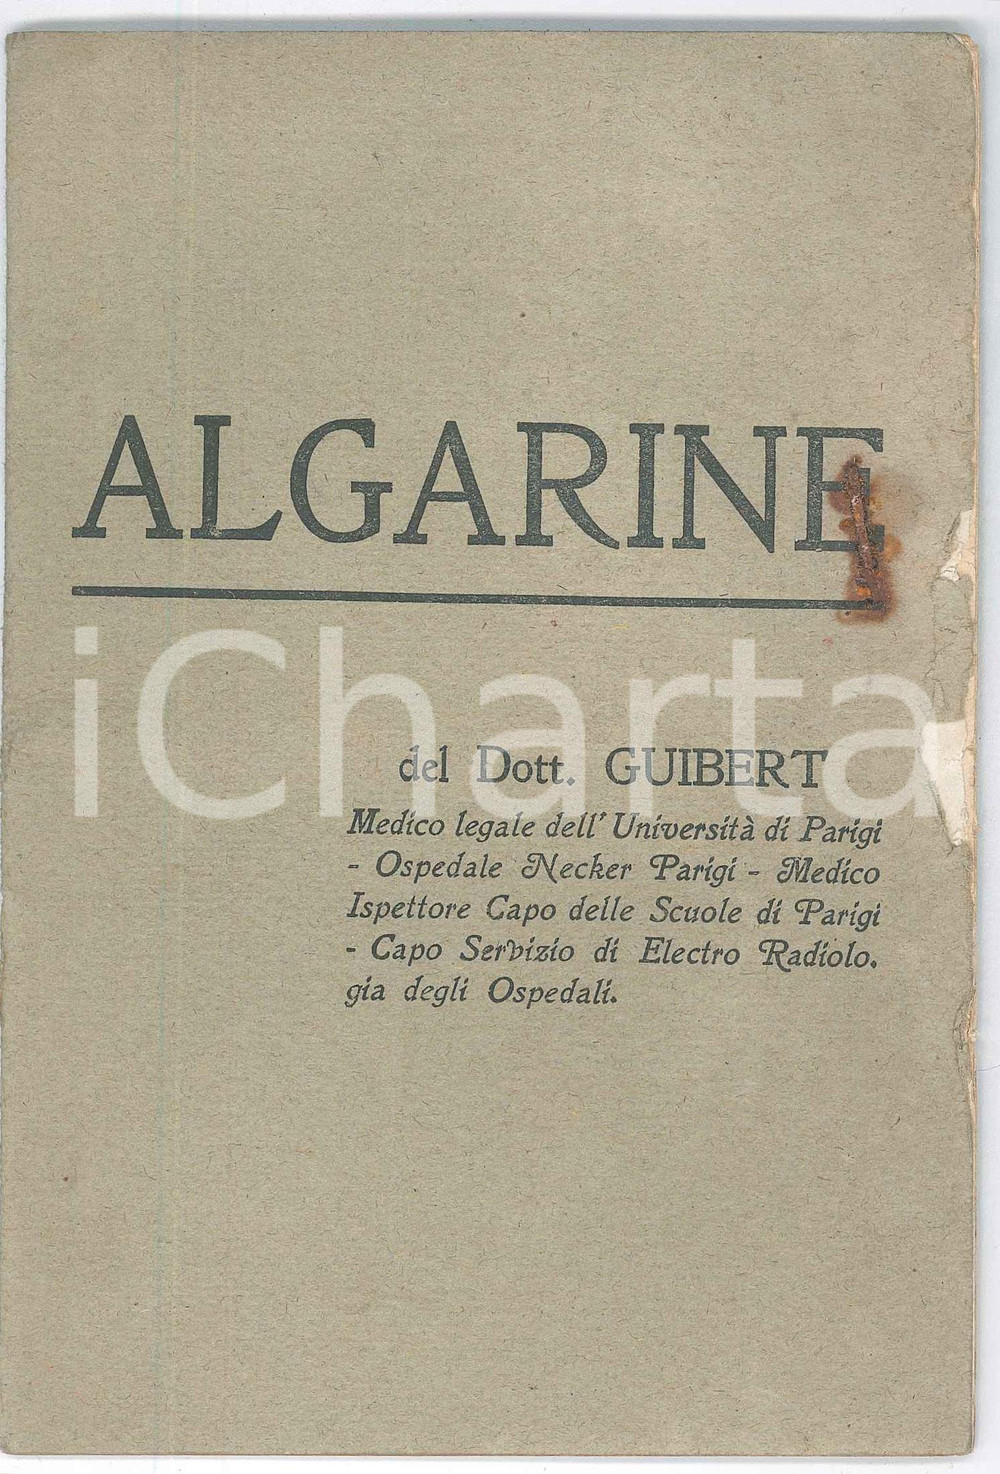 ALGARINE
iCharta
del Dott. GUIBERT
Medico legale dell' Università di Parigi
- Ospedale Necker Parigi - Medico
Ispettore Capo delle Scuole di Parigi
- Capo Servizio di Electro Radiolo.
gia degli Ospedali.